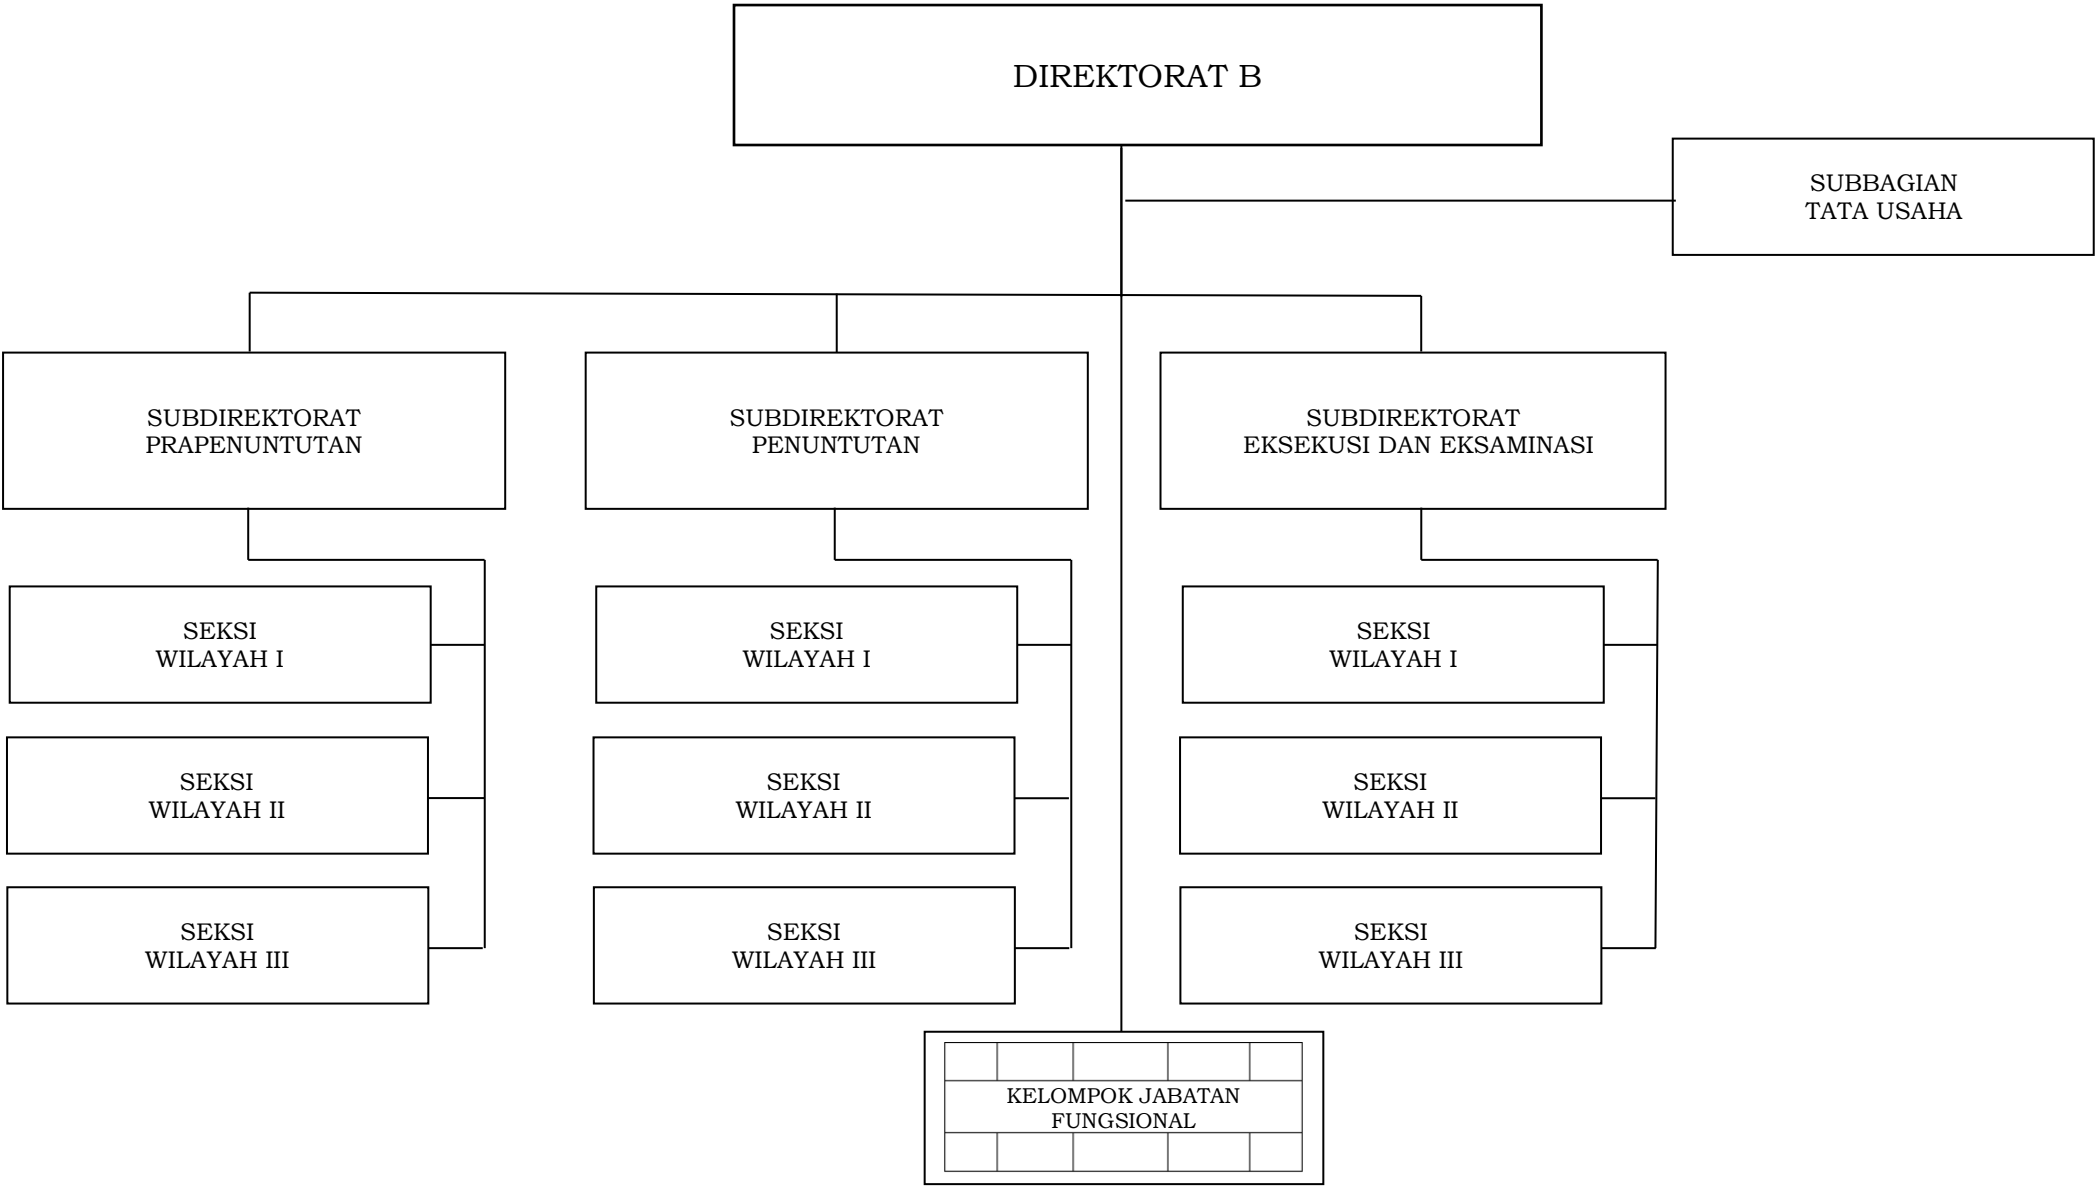 DIREKTORAT B
SUBBAGIAN
TATA USAHA
SUBDIREKTORAT
PRAPENUNTUTAN
SUBDIREKTORAT
PENUNTUTAN
SUBDIREKTORAT
EKSEKUSI DAN EKSAMINASI
SEKSI
WILAYAH I
SEKSI
WILAYAH I
SEKSI
WILAYAH I
SEKSI
WILAYAH II
SEKSI
WILAYAH II
SEKSI
WILAYAH II
SEKSI
WILAYAH III
SEKSI
WILAYAH III
SEKSI
WILAYAH III
KELOMPOK JABATAN
FUNGSIONAL